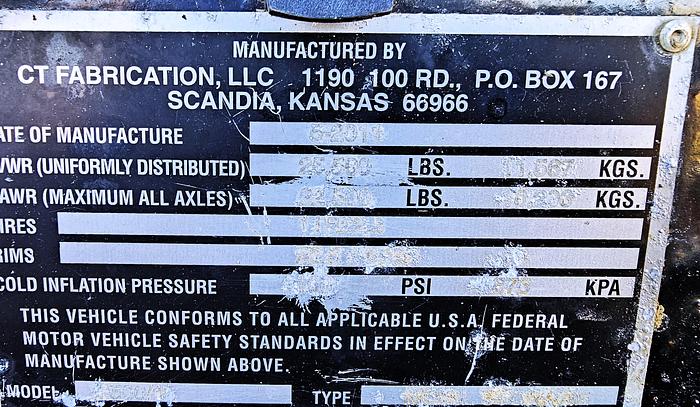 MANUFACTURED BY
CT FABRICATION, LLC 1190 100 RD., P.O. BOX 167
SCANDIA, KANSAS 66966
ATE OF MANUFACTURE
VWR (UNIFORMLY DISTRIBUTED) LBS. KGS.
AWR (MAXIMUM ALL AXLES) LBS. KGS.
IRES
RIMS
COLD INFLATION PRESSURE PSI KPA
THIS VEHICLE CONFORMS TO ALL APPLICABLE U.S.A. FEDERAL
MOTOR VEHICLE SAFETY STANDARDS IN EFFECT ON THE DATE OF
MANUFACTURE SHOWN ABOVE.
MODEL TYPE